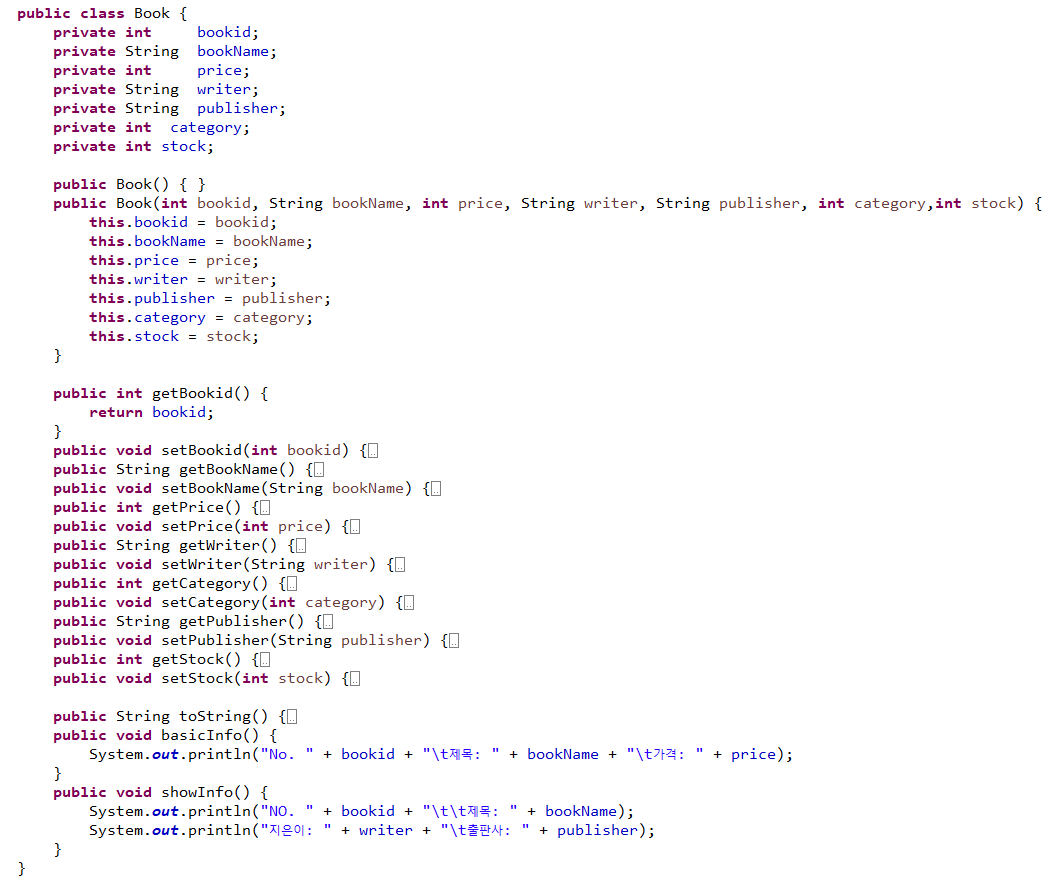 public class Book {
    private int     bookid;
    private String  bookName;
    private int     price;
    private String  writer;
    private String  publisher;
    private int  category;
    private int stock;

    public Book() { }
    public Book(int bookid, String bookName, int price, String writer, String publisher, int category,int stock) {
        this.bookid = bookid;
        this.bookName = bookName;
        this.price = price;
        this.writer = writer;
        this.publisher = publisher;
        this.category = category;
        this.stock = stock;
    }

    public int getBookid() {
        return bookid;
    }
    public void setBookid(int bookid) {
    public String getBookName() {
    public void setBookName(String bookName) {
    public int getPrice() {
    public void setPrice(int price) {
    public String getWriter() {
    public void setWriter(String writer) {
    public int getCategory() {
    public void setCategory(int category) {
    public String getPublisher() {
    public void setPublisher(String publisher) {
    public int getStock() {
    public void setStock(int stock) {

    public String toString() {
    public void basicInfo() {
        System.out.println("No. " + bookid + "\t제목: " + bookName + "\t가격: " + price);
    }
    public void showInfo() {
        System.out.println("NO. " + bookid + "\t\t제목: " + bookName);
        System.out.println("지은이: " + writer + "\t출판사: " + publisher);
    }
}